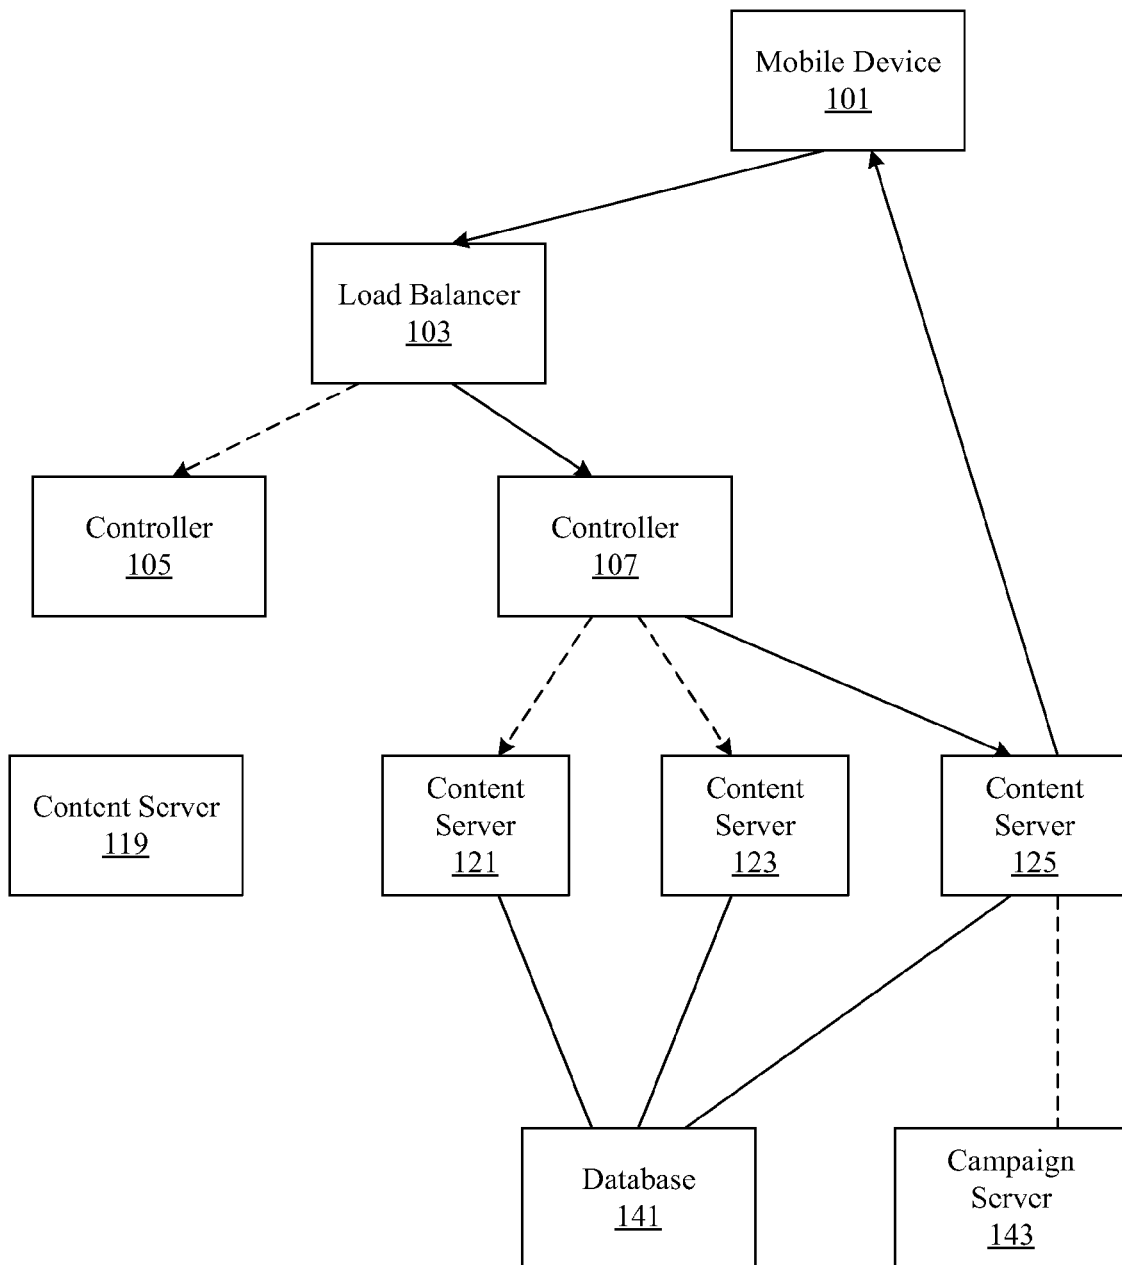 Mobile Device
101
Load Balancer
103
Controller
105
Controller
107
Content Server
119
Content
Server
121
Content
Server
123
Content
Server
125
Database
141
Campaign
Server
143